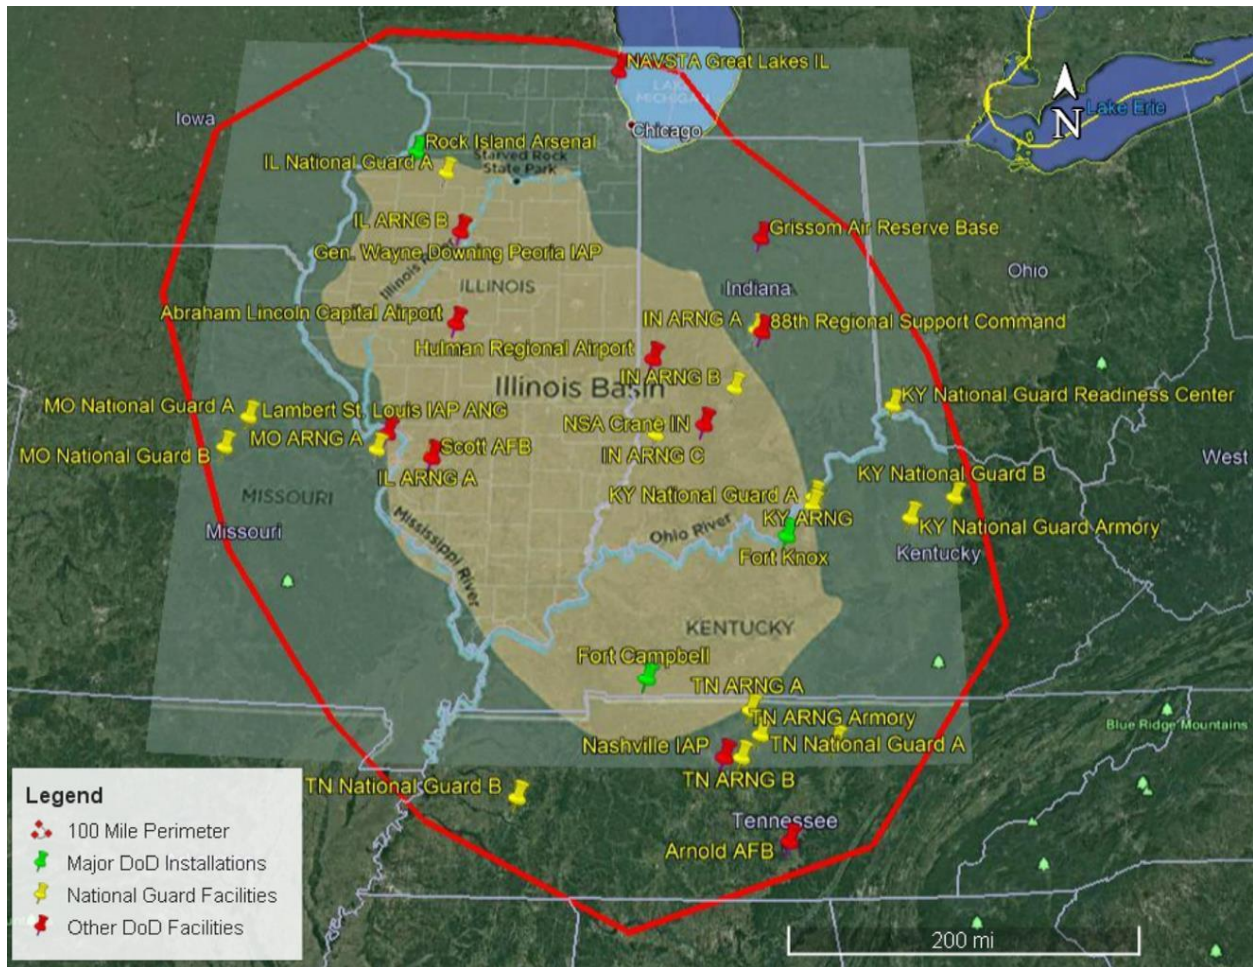 NAVSTA Great Lakes IL
LAKE
MICHIGAN
Chicago
Lake Erie
N
Iowa
Rock Island Arsenal
IL National Guard A
Starved Rock
State Park
IL ARNG B
Gen. Wayne Downing Peoria IAP
Illinois River
ILLINOIS
Grissom Air Reserve Base
Ohio
Indiana
Abraham Lincoln Capital Airport
IN ARNG A
88th Regional Support Command
Hulman Regional Airport
IN ARNG B
Illinois Basin
MO National Guard A
Lambert St. Louis IAP ANG
KY National Guard Readiness Center
NSA Crane IN
MO ARNG A
Scott AFB
MO National Guard B
IN ARNG C
West
IL ARNG A
KY National Guard B
MISSOURI
KY National Guard A
KY ARNG
KY National Guard Armory
Mississippi River
Ohio River
Missouri
Fort Knox
Kentucky
KENTUCKY
Fort Campbell
TN ARNG A
TN ARNG Armory
Blue Ridge Mountains
Nashville IAP
TN National Guard A
TN ARNG B
TN National Guard B
Tennessee
Arnold AFB
Legend
100 Mile Perimeter
Major DoD Installations
National Guard Facilities
Other DoD Facilities
200 mi